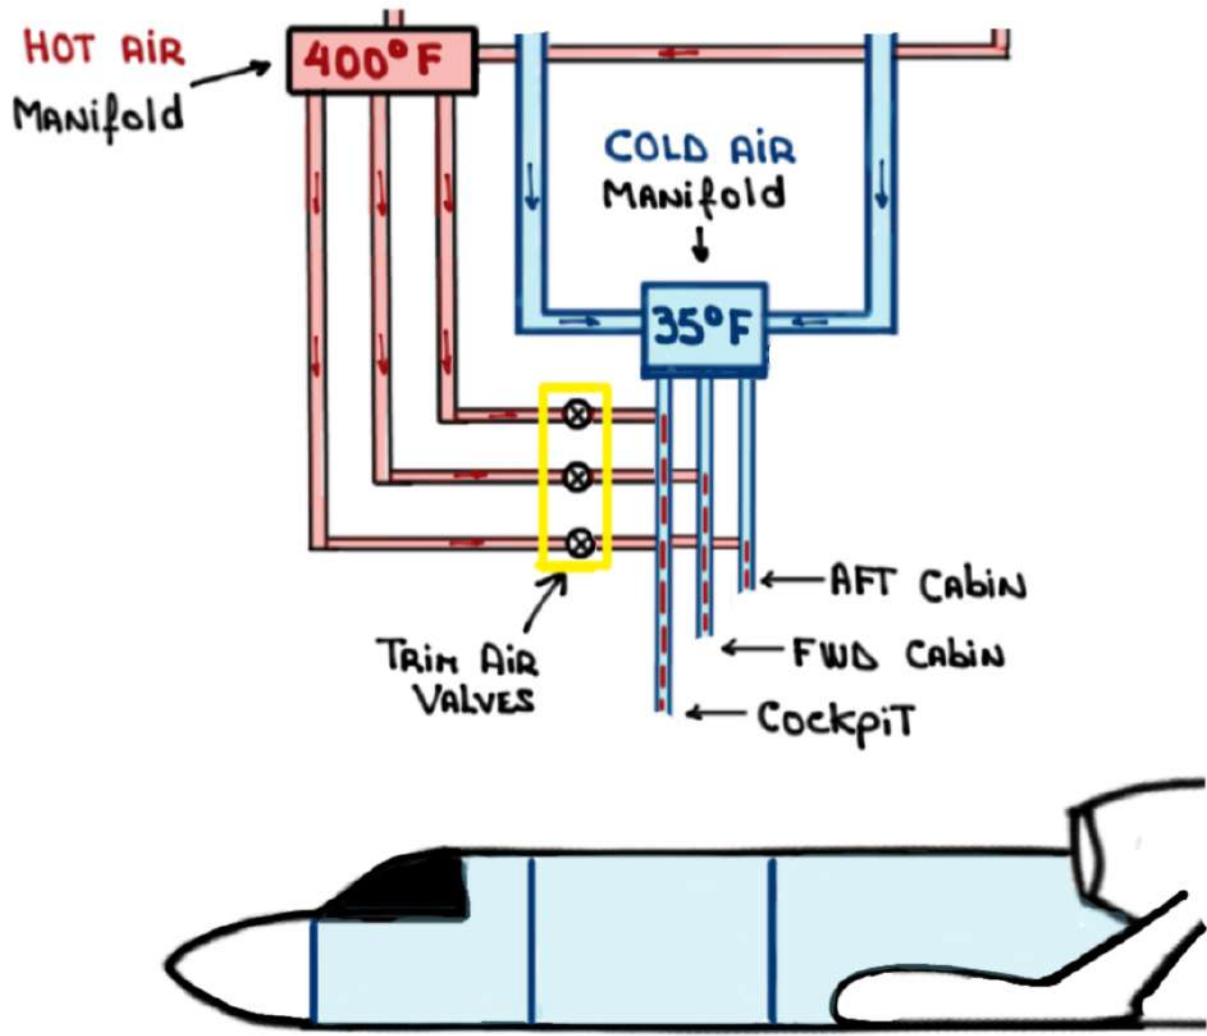 HOT AiR
MANifold
400°F
COLD AiR
MANifold
35°F
TRiM AiR
VALVES
AFT CAbiN
FWD CAbiN
CockpiT